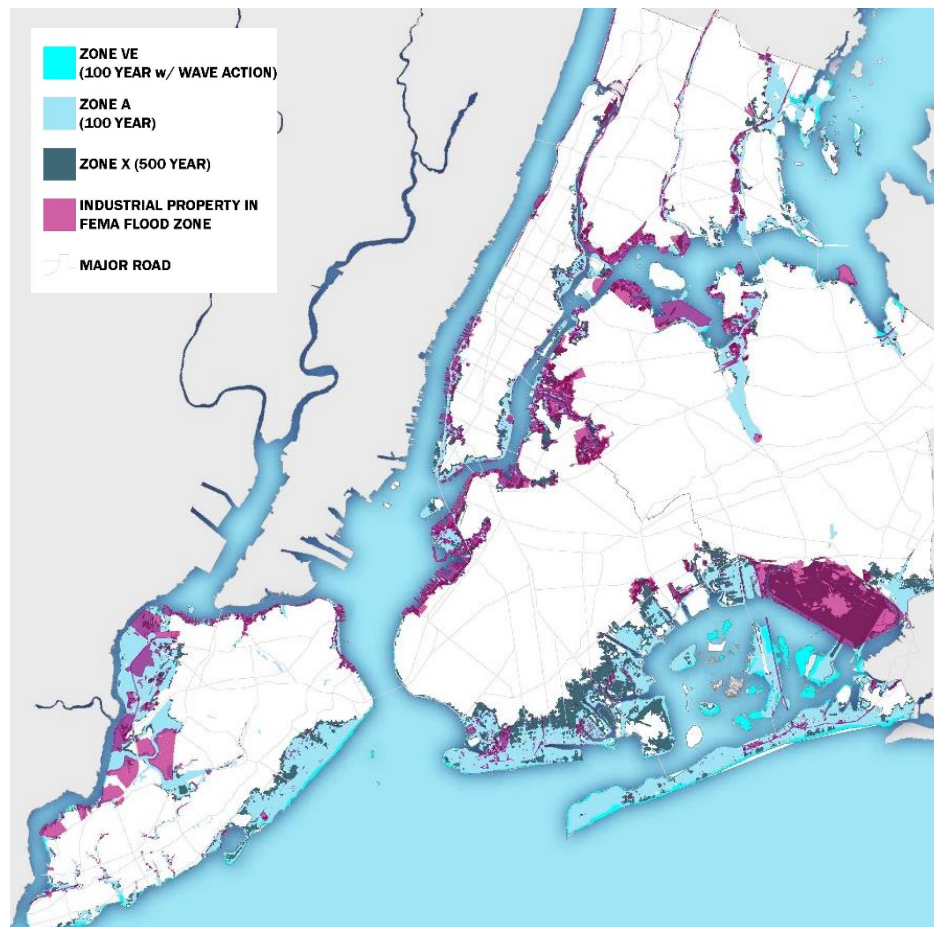 ZONE VE
(100 YEAR w/ WAVE ACTION)
ZONE A
(100 YEAR)
ZONE X (500 YEAR)
INDUSTRIAL PROPERTY IN
FEMA FLOOD ZONE
MAJOR ROAD